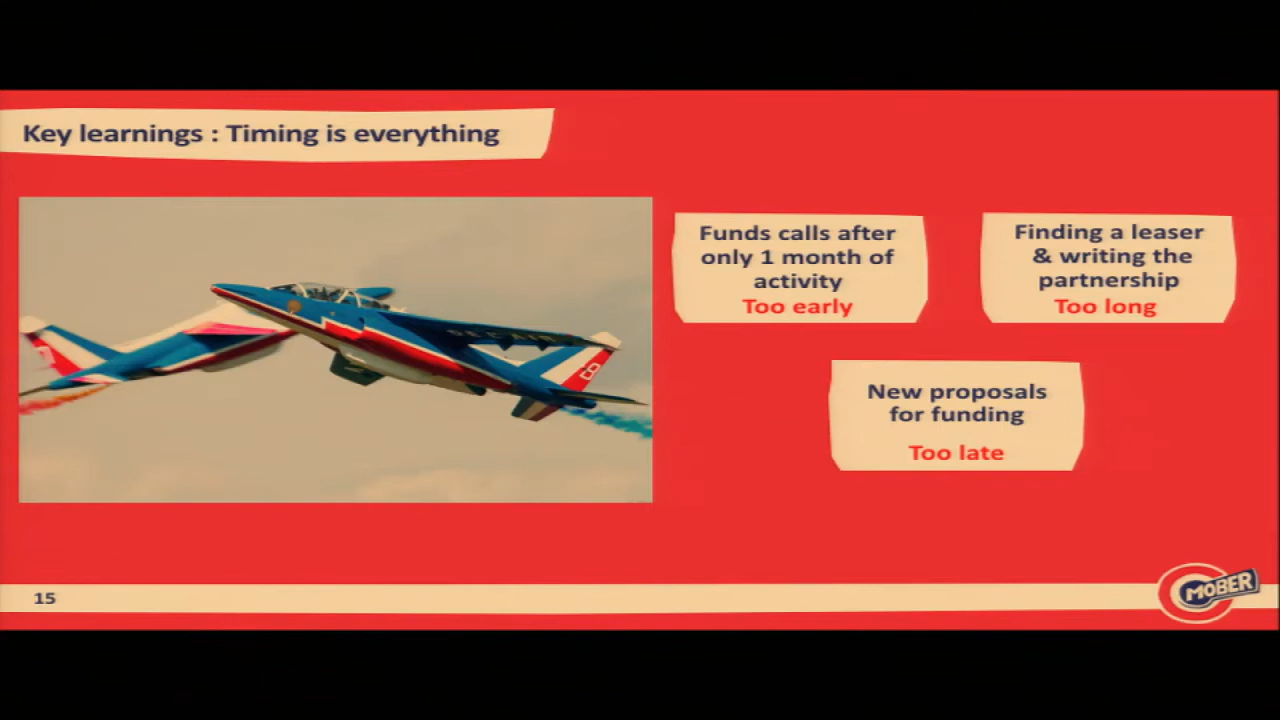 Key learnings : Timing is everything
Funds calls after
only 1 month of
activity
Too early
Finding a leaser
& writing the
partnership
Too long
New proposals
for funding
Too late
8
15
MOBER